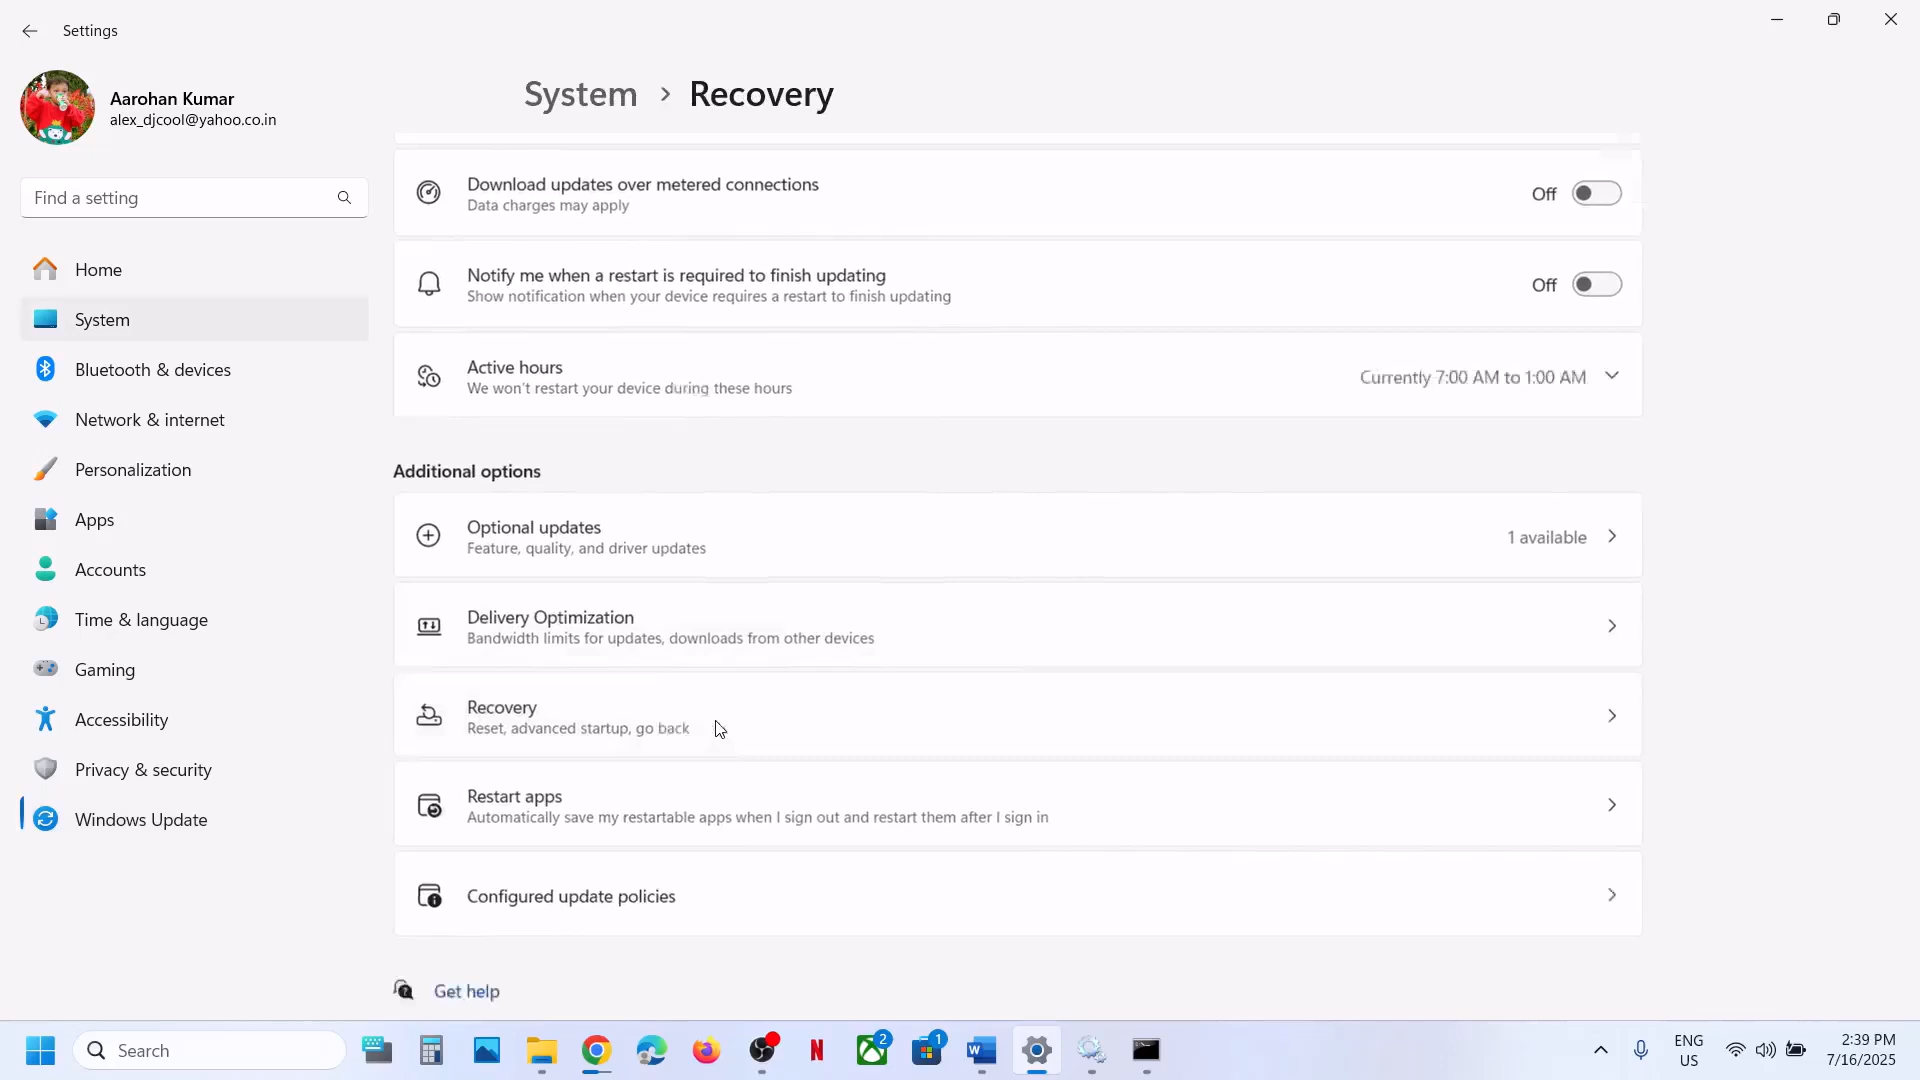 Settings
Aarohan Kumar
alex_djcool@yahoo.co.in
Find a setting
Home
System
Bluetooth & devices
Network & internet
Personalization
Apps
Accounts
Time & language
Gaming
Accessibility
Privacy & security
Windows Update
System > Recovery
Download updates over metered connections
Data charges may apply
Off
Notify me when a restart is required to finish updating
Show notification when your device requires a restart to finish updating
Off
Active hours
We won't restart your device during these hours
Currently 7:00 AM to 1:00 AM
Additional options
Optional updates
Feature, quality, and driver updates
1 available
Delivery Optimization
Bandwidth limits for updates, downloads from other devices
Recovery
Reset, advanced startup, go back
Restart apps
Automatically save my restartable apps when I sign out and restart them after I sign in
Configured update policies
Get help
Search
N
2
1
W
ENG
US
2:39 PM
7/16/2025